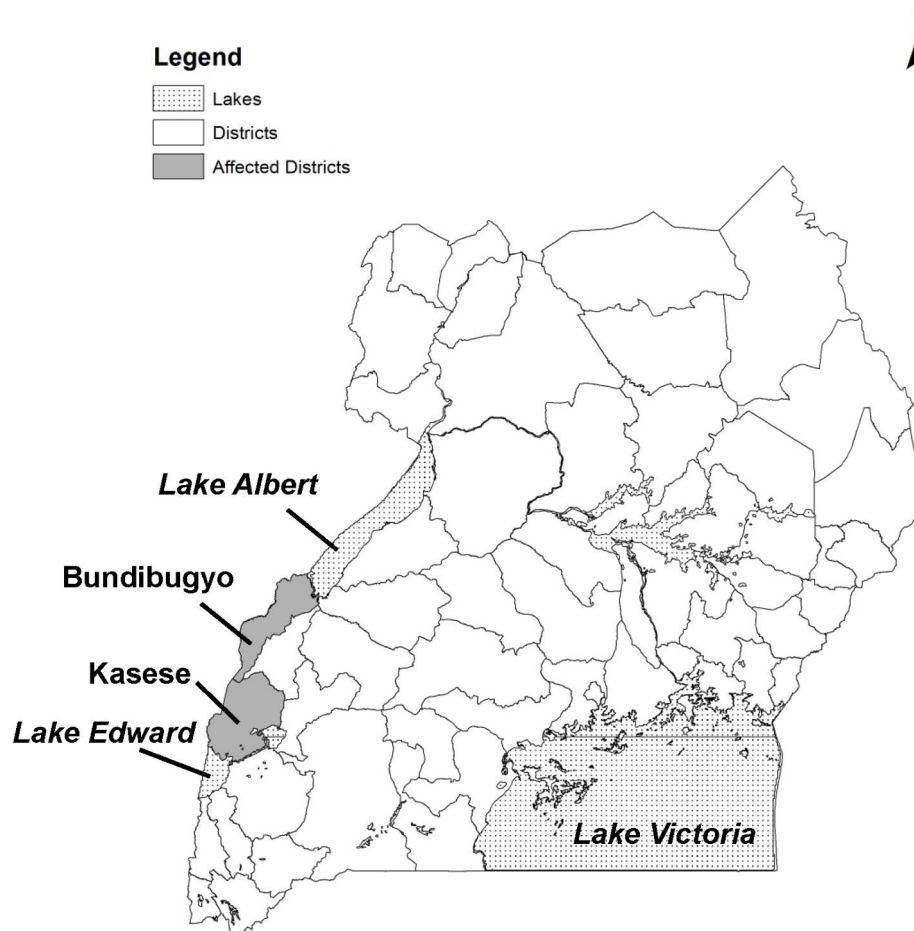 Legend
Lakes
Districts
Affected Districts
Lake Albert
Bundibugyo
Kasese
Lake Edward
Lake Victoria